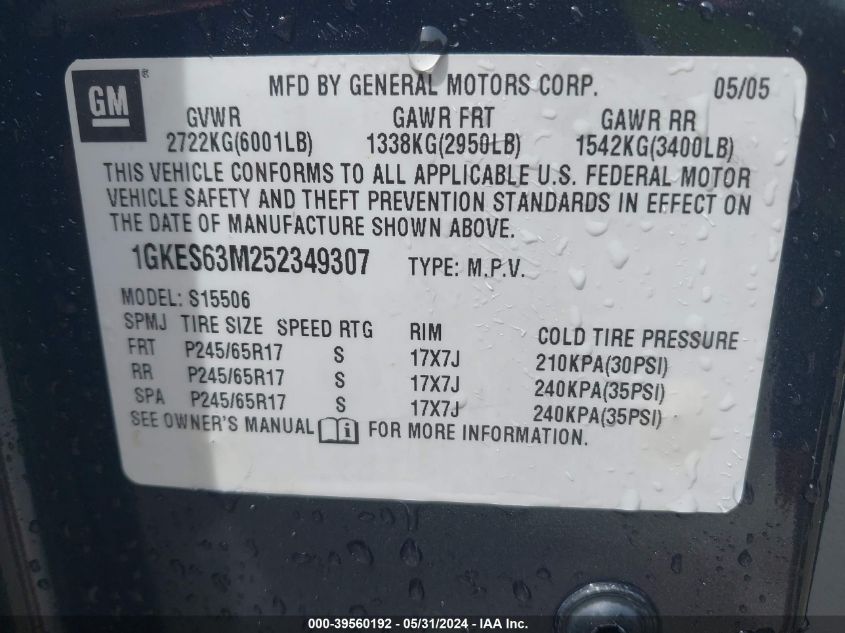 GM ® MFD BY GENERAL MOTORS CORP. 05/05
GVWR GAWR FRT GAWR RR
2722KG(6001LB) 1338KG(2950LB) 1542KG(3400LB)
THIS VEHICLE CONFORMS TO ALL APPLICABLE U.S. FEDERAL MOTOR
VEHICLE SAFETY AND THEFT PREVENTION STANDARDS IN EFFECT ON
THE DATE OF MANUFACTURE SHOWN ABOVE.
1GKES63M252349307 TYPE: M.P.V.
MODEL: S15506
SPMJ TIRE SIZE SPEED RTG RIM COLD TIRE PRESSURE
FRT P245/65R17 S 17X7J 210KPA(30PSI)
RR P245/65R17 S 17X7J 240KPA(35PSI)
SPA P245/65R17 S 17X7J 240KPA(35PSI)
SEE OWNER'S MANUAL i FOR MORE INFORMATION.
000-39560192 - 05/31/2024 - IAA Inc.